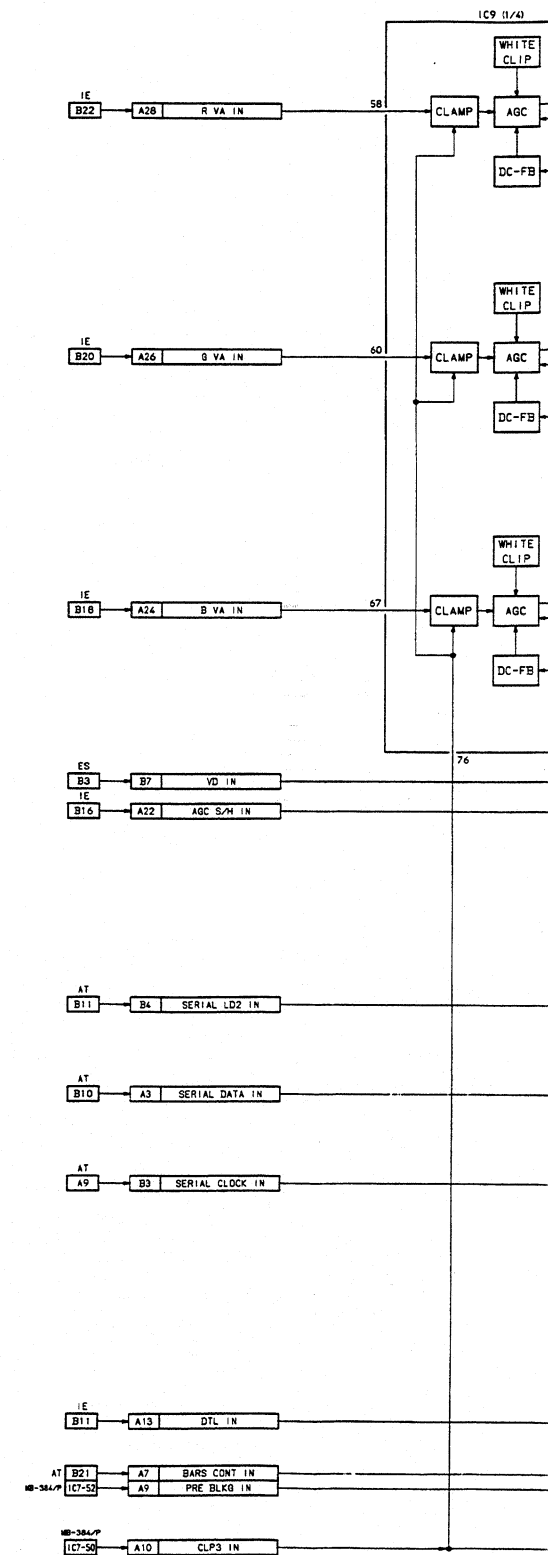 IC9 (1/4)
WHITE
CLIP
IE
B22 A28 R VA IN 58 CLAMP AGC
DC-FB
WHITE
CLIP
IE
B20 A26 G VA IN 60 CLAMP AGC
DC-FB
WHITE
CLIP
IE
B18 A24 B VA IN 67 CLAMP AGC
DC-FB
76
ES
B3 B7 VD IN
IE
B16 A22 AGC S/H IN
AT
B11 B4 SERIAL LD2 IN
AT
B10 A3 SERIAL DATA IN
AT
A9 B3 SERIAL CLOCK IN
IE
B11 A13 DTL IN
AT B21 A7 BARS CONT IN
MB-384/P IC7-52 A9 PRE BLKG IN
MB-384/P
IC7-50 A10 CLP3 IN